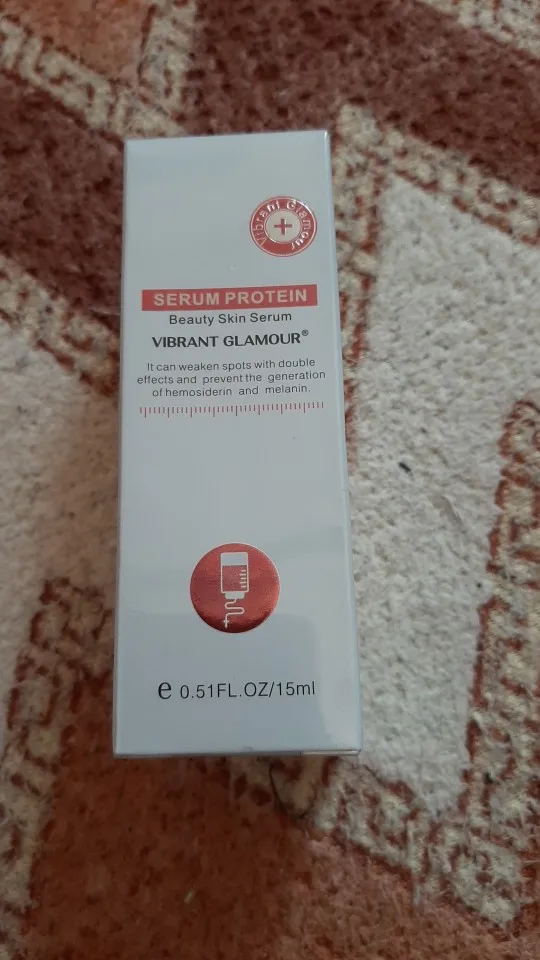 Vibrant Glamour
SERUM PROTEIN
Beauty Skin Serum
VIBRANT GLAMOUR®
It can weaken spots with double
effects and prevent the generation
of hemosiderin and melanin.
e 0.51FL.OZ/15ml